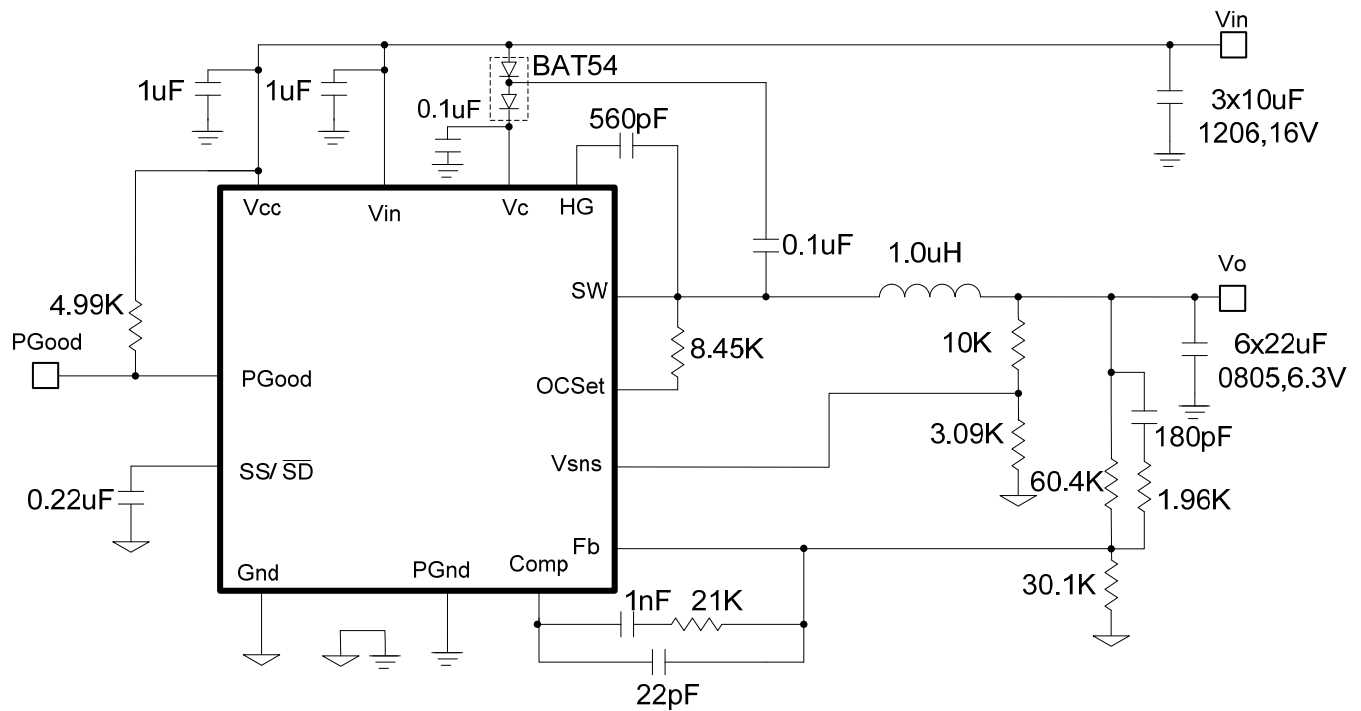 Vin
1uF
1uF
BAT54
0.1uF
560pF
3x10uF
1206,16V
Vcc
Vin
Vc
HG
0.1uF
1.0uH
SW
Vo
4.99K
PGood
8.45K
10K
6x22uF
0805,6.3V
PGood
OCSet
3.09K
180pF
SS/ SD
Vsns
0.22uF
60.4K
1.96K
Fb
Gnd
PGnd
Comp
30.1K
1nF
21K
22pF